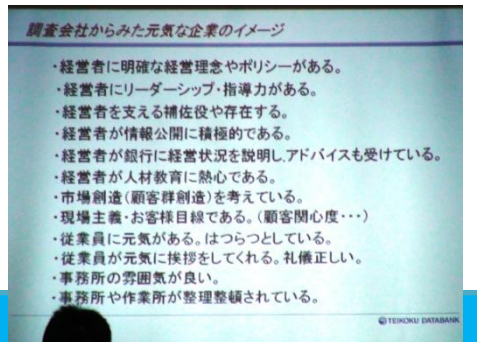 調査会社からみた元気な企業のイメージ
・経営者に明確な経営理念やポリシーがある。
・経営者にリーダーシップ・指導力がある。
・経営者を支える補佐役や存在する。
・経営者が情報公開に積極的である。
・経営者が銀行に経営状況を説明し、アドバイスも受けている。
・経営者が人材教育に熱心である。
・市場創造(顧客群創造)を考えている。
・現場主義・お客様目線である。(顧客関心度・・・)
・従業員に元気がある。はつらつとしている。
・従業員が元気に挨拶をしてくれる。礼儀正しい。
・事務所の雰囲気が良い。
・事務所や作業所が整理整頓されている。
TEIKOKU DATABANK